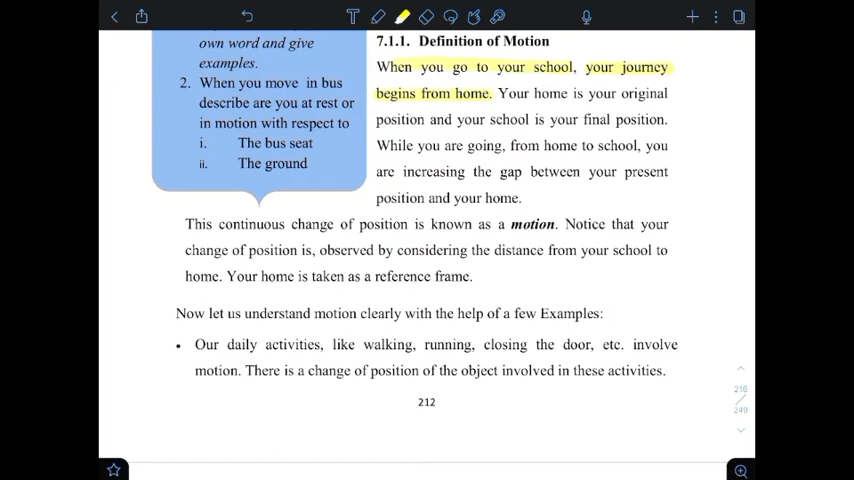 own word and give
examples.
2. When you move in bus
describe are you at rest or
in motion with respect to
i. The bus seat
ii. The ground
7.1.1. Definition of Motion
When you go to your school, your journey
begins from home. Your home is your original
position and your school is your final position.
While you are going, from home to school, you
are increasing the gap between your present
position and your home.
This continuous change of position is known as a motion. Notice that your
change of position is, observed by considering the distance from your school to
home. Your home is taken as a reference frame.
Now let us understand motion clearly with the help of a few Examples:
• Our daily activities, like walking, running, closing the door, etc. involve
motion. There is a change of position of the object involved in these activities.
212
216
/
249